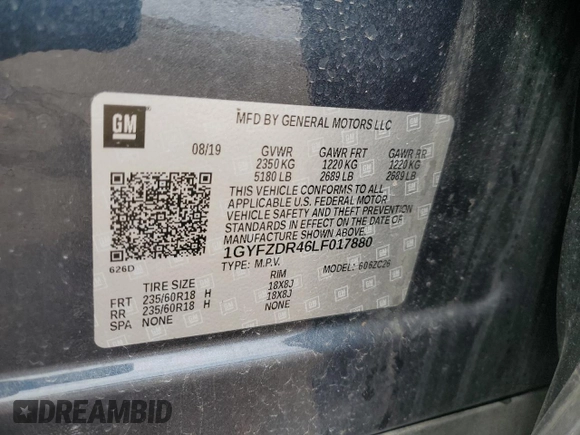 GM
MFD BY GENERAL MOTORS LLC
08/19 GVWR GAWR FRT GAWR RR
2350 KG 1220 KG 1220 KG
5180 LB 2689 LB 2689 LB
THIS VEHICLE CONFORMS TO ALL
APPLICABLE U.S. FEDERAL MOTOR
VEHICLE SAFETY AND THEFT PREVENTION
STANDARDS IN EFFECT ON THE DATE OF
MANUFACTURE SHOWN ABOVE.
1GYFZDR46LF017880
626D
TYPE: M.P.V. MODEL: 606ZC26
TIRE SIZE RIM
FRT 235/60R18 H 18X8J
RR 235/60R18 H 18X8J
SPA NONE NONE
DREAMBID